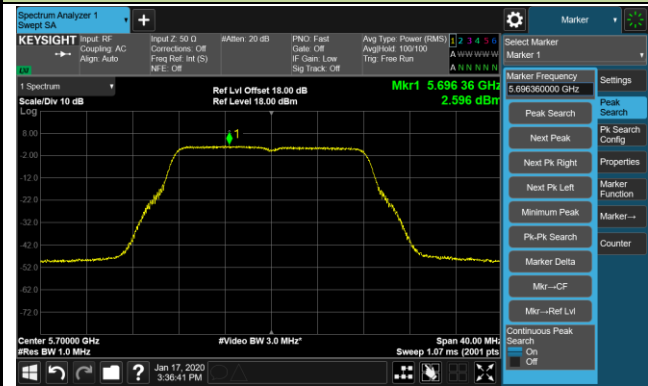 Spectrum Analyzer 1
Swept SA
Marker
KEYSIGHT
Input: RF
Coupling: AC
Align: Auto
Input Z: 50 Ω
Corrections: Off
Freq Ref: Int (S)
NFE: Off
#Atten: 20 dB
PNO: Fast
Gate: Off
IF Gain: Low
Sig Track: Off
Avg Type: Power (RMS)
Avg|Hold: 100/100
Trig: Free Run
1 2 3 4 5 6
A W W W W W
A N N N N N
Select Marker
Marker 1
1 Spectrum
Scale/Div 10 dB
Log
Ref Lvl Offset 18.00 dB
Ref Level 18.00 dBm
Mkr1 5.696 36 GHz
2.596 dBm
8.00
-2.00
-12.0
-22.0
-32.0
-42.0
-52.0
-62.0
-72.0
1
Center 5.70000 GHz
#Res BW 1.0 MHz
#Video BW 3.0 MHz*
Span 40.00 MHz
Sweep 1.07 ms (2001 pts)
Marker Frequency
5.696360000 GHz
Peak Search
Next Peak
Next Pk Right
Next Pk Left
Minimum Peak
Pk-Pk Search
Marker Delta
Mkr→CF
Mkr→Ref Lvl
Continuous Peak
Search
On
Off
Settings
Peak
Search
Pk Search
Config
Properties
Marker
Function
Marker→
Counter
Jan 17, 2020
3:36:41 PM